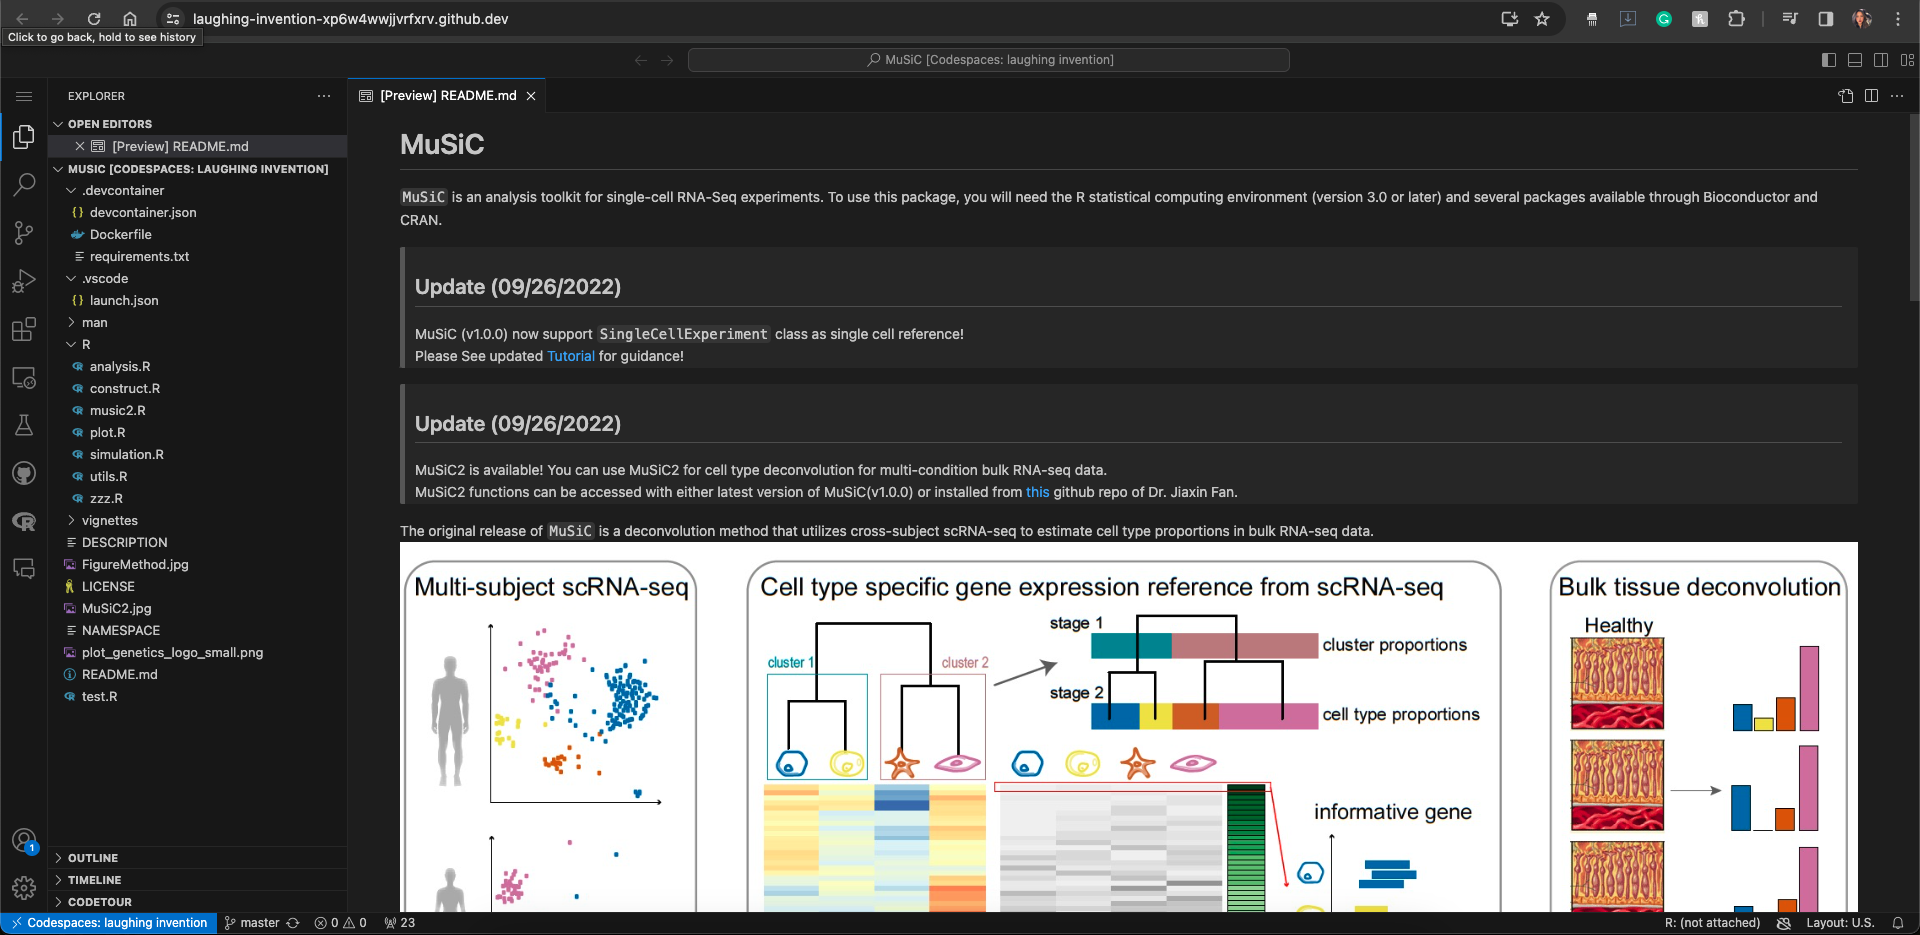 laughing-invention-xp6w4wwjjvrfxrv.github.dev
Click to go back, hold to see history
MuSiC [Codespaces: laughing invention]
EXPLORER
[Preview] README.md
OPEN EDITORS
[Preview] README.md
MUSIC [CODESPACES: LAUGHING INVENTION]
.devcontainer
devcontainer.json
Dockerfile
requirements.txt
.vscode
launch.json
man
R
analysis.R
construct.R
music2.R
plot.R
simulation.R
utils.R
zzz.R
vignettes
DESCRIPTION
FigureMethod.jpg
LICENSE
MuSiC2.jpg
NAMESPACE
plot_genetics_logo_small.png
README.md
test.R
1
OUTLINE
TIMELINE
CODETOUR
MuSiC
MuSiC is an analysis toolkit for single-cell RNA-Seq experiments. To use this package, you will need the R statistical computing environment (version 3.0 or later) and several packages available through Bioconductor and
CRAN.
Update (09/26/2022)
MuSiC (v1.0.0) now support SingleCellExperiment class as single cell reference!
Please See updated Tutorial for guidance!
Update (09/26/2022)
MuSiC2 is available! You can use MuSiC2 for cell type deconvolution for multi-condition bulk RNA-seq data.
MuSiC2 functions can be accessed with either latest version of MuSiC(v1.0.0) or installed from this github repo of Dr. Jiaxin Fan.
The original release of MuSiC is a deconvolution method that utilizes cross-subject scRNA-seq to estimate cell type proportions in bulk RNA-seq data.
Multi-subject scRNA-seq
Cell type specific gene expression reference from scRNA-seq
stage 1
cluster proportions
cluster 1
cluster 2
stage 2
cell type proportions
informative gene
Bulk tissue deconvolution
Healthy
Codespaces: laughing invention
master
0
0
23
R: (not attached)
Layout: U.S.